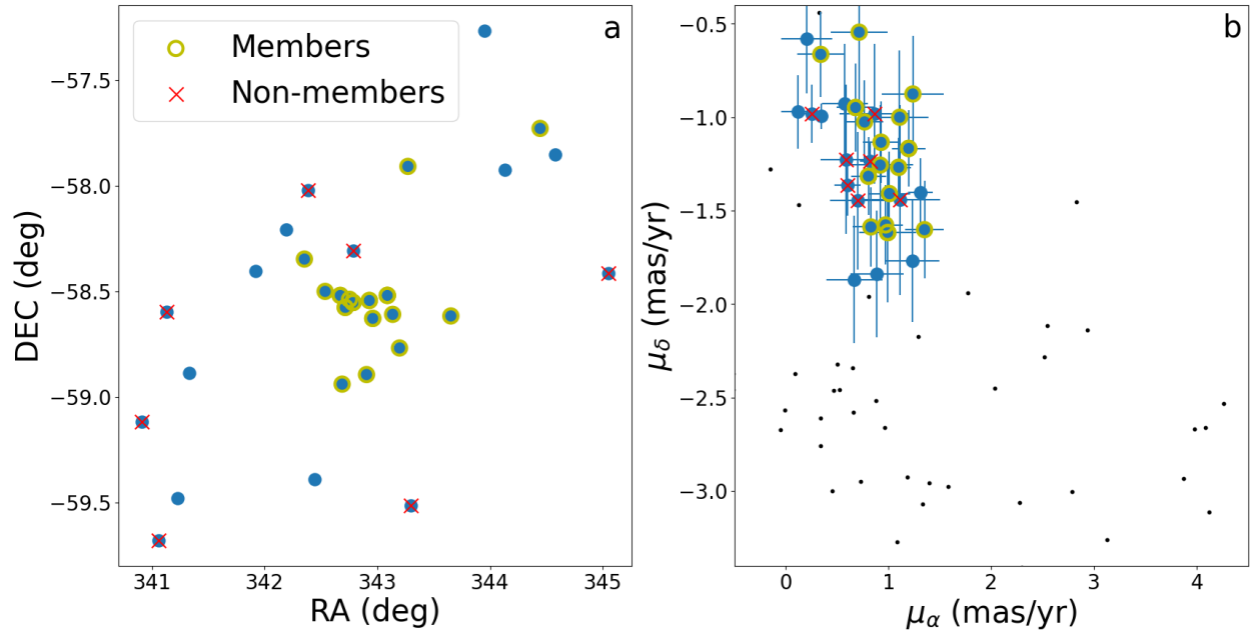 a
Members
Non-members
−57.5
−58.0
−58.5
−59.0
−59.5
DEC (deg)
341 342 343 344 345
RA (deg)
b
−0.5
−1.0
−1.5
−2.0
−2.5
−3.0
μδ (mas/yr)
0 1 2 3 4
μα (mas/yr)